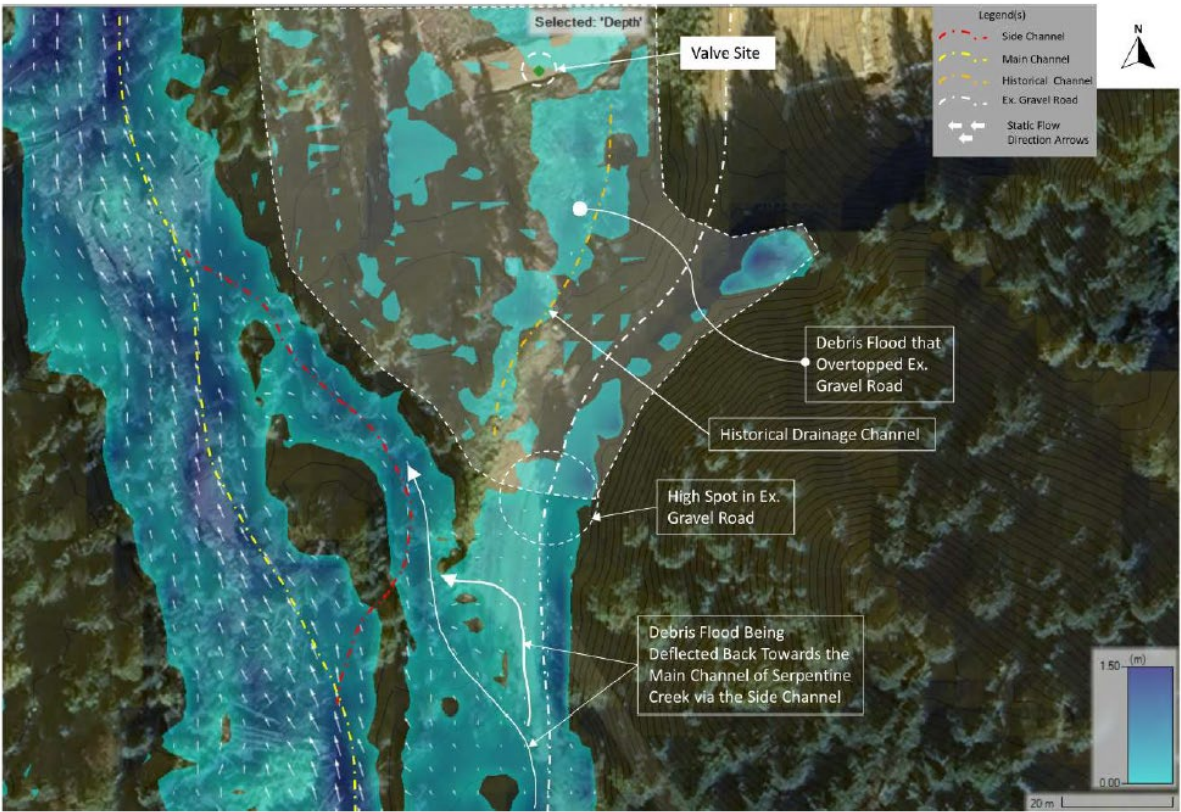 Selected: 'Depth'
Valve Site
Legend(s)
Side Channel
Main Channel
Historical Channel
Ex. Gravel Road
Static Flow
Direction Arrows
N
Debris Flood that
Overtopped Ex.
Gravel Road
Historical Drainage Channel
High Spot in Ex.
Gravel Road
Debris Flood Being
Deflected Back Towards the
Main Channel of Serpentine
Creek via the Side Channel
1.50 (m)
0.00
20 m